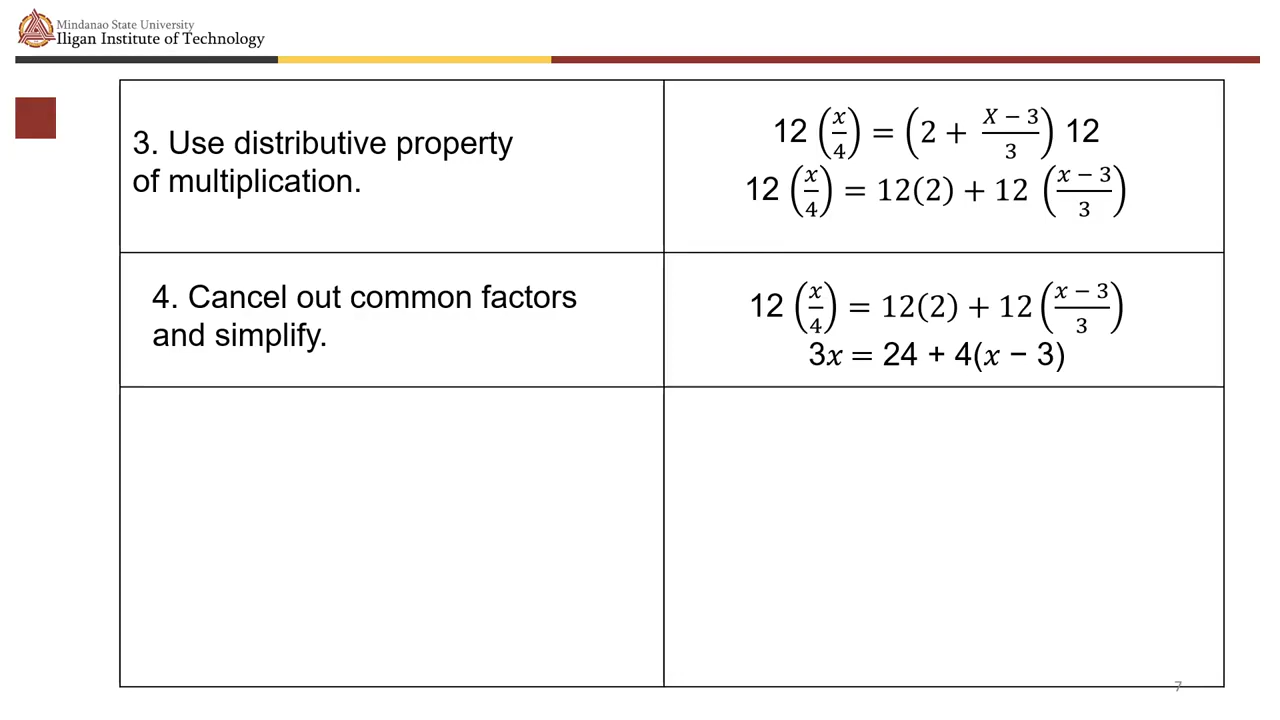 Mindanao State University
Iligan Institute of Technology
3. Use distributive property
of multiplication.
12 (x/4) = (2 + (X − 3)/3) 12
12 (x/4) = 12(2) + 12 ((x − 3)/3)
4. Cancel out common factors
and simplify.
12 (x/4) = 12(2) + 12 ((x − 3)/3)
3x = 24 + 4(x − 3)
7